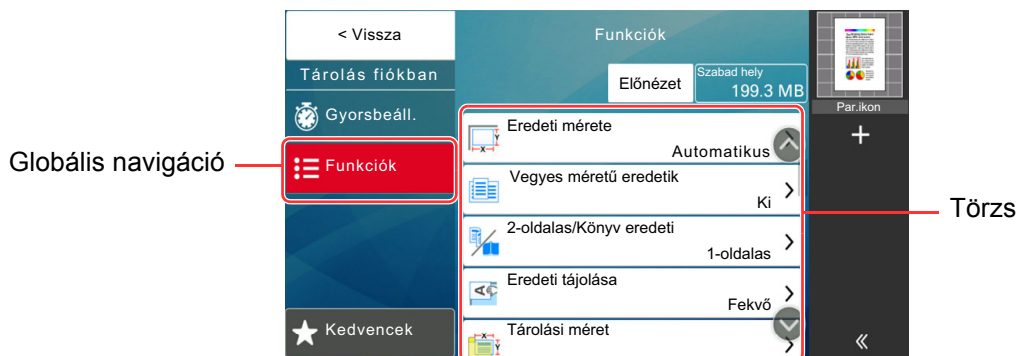 < Vissza
Funkciók
Tárolás fiókban
Előnézet
Szabad hely
199.3 MB
Par.ikon
Gyorsbeáll.
Globális navigáció
Funkciók
Eredeti mérete
Automatikus
Vegyes méretű eredetik
Ki
Törzs
2-oldalas/Könyv eredeti
1-oldalas
Eredeti tájolása
Fekvő
Kedvencek
Tárolási méret